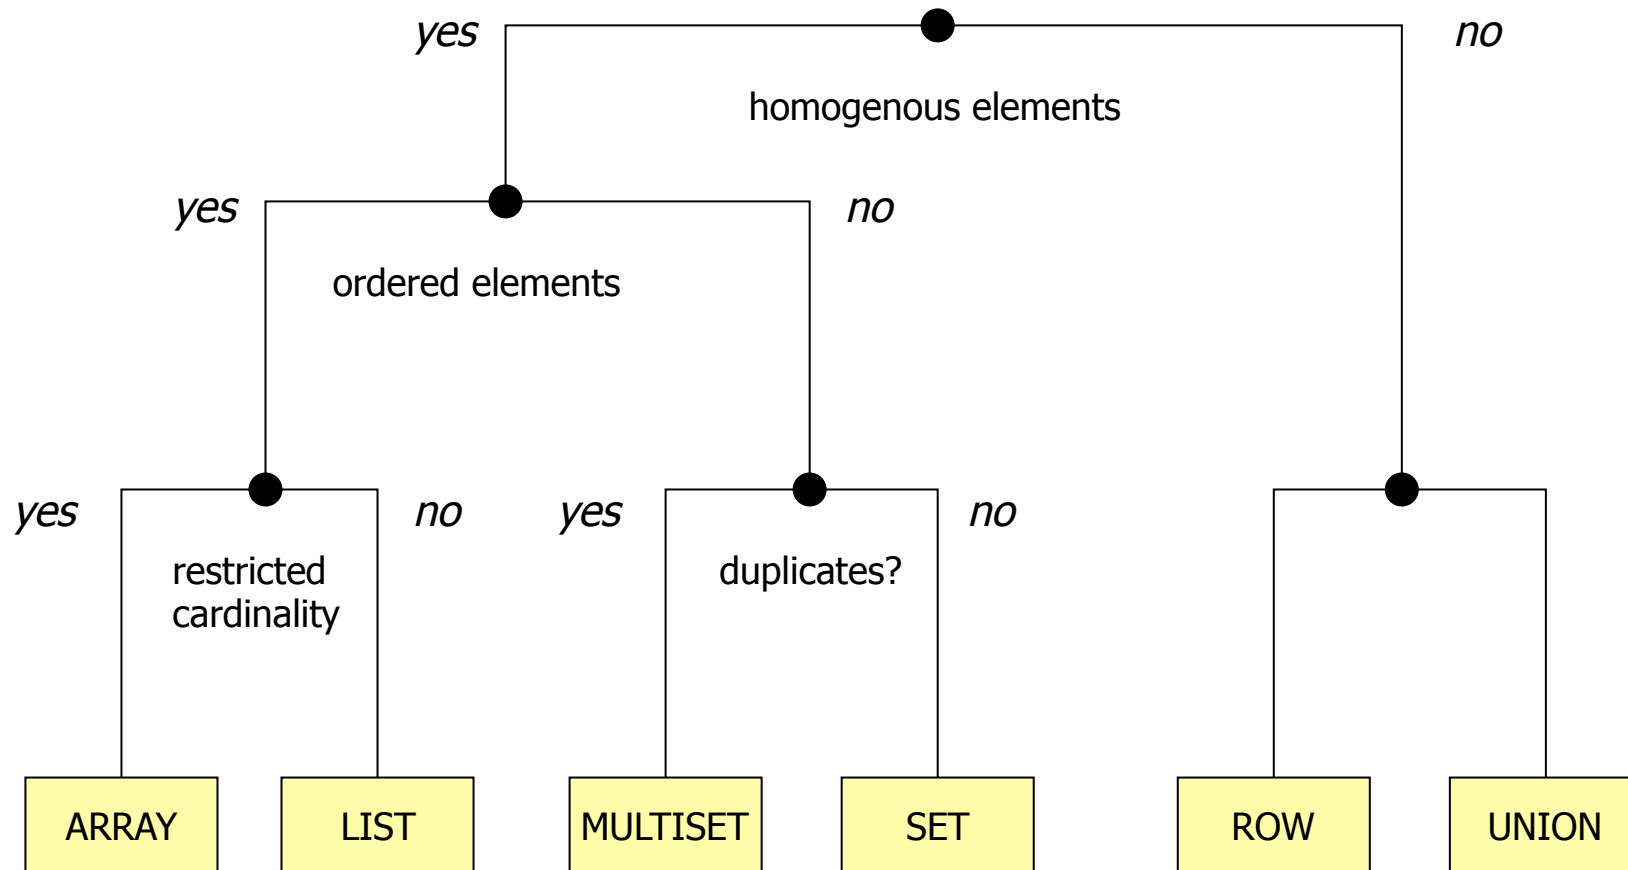 yes
no
homogenous elements
yes
no
ordered elements
yes
no
yes
no
restricted
cardinality
duplicates?
ARRAY
LIST
MULTISET
SET
ROW
UNION